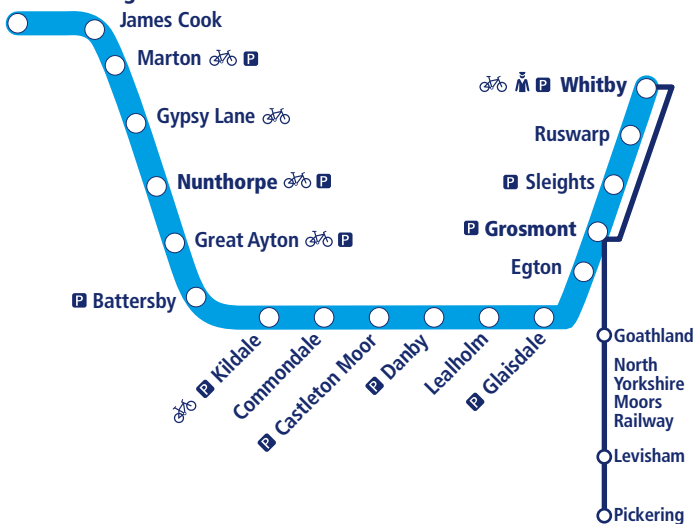 James Cook
Marton P
Gypsy Lane
Nunthorpe P
Great Ayton P
P Battersby
P Kildale
Commondale
P Castleton Moor
P Danby
Lealholm
P Glaisdale
Egton
P Grosmont
P Sleights
Ruswarp
P Whitby
Goathland
North
Yorkshire
Moors
Railway
Levisham
Pickering